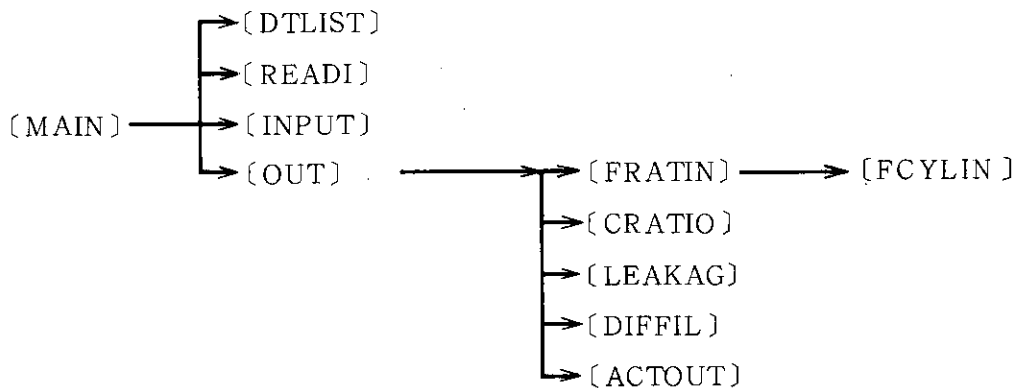 〔DTLIST〕
〔READI〕
〔MAIN〕
〔INPUT〕
〔OUT〕
〔FRATIN〕
〔FCYLIN〕
〔CRATIO〕
〔LEAKAG〕
〔DIFFIL〕
〔ACTOUT〕